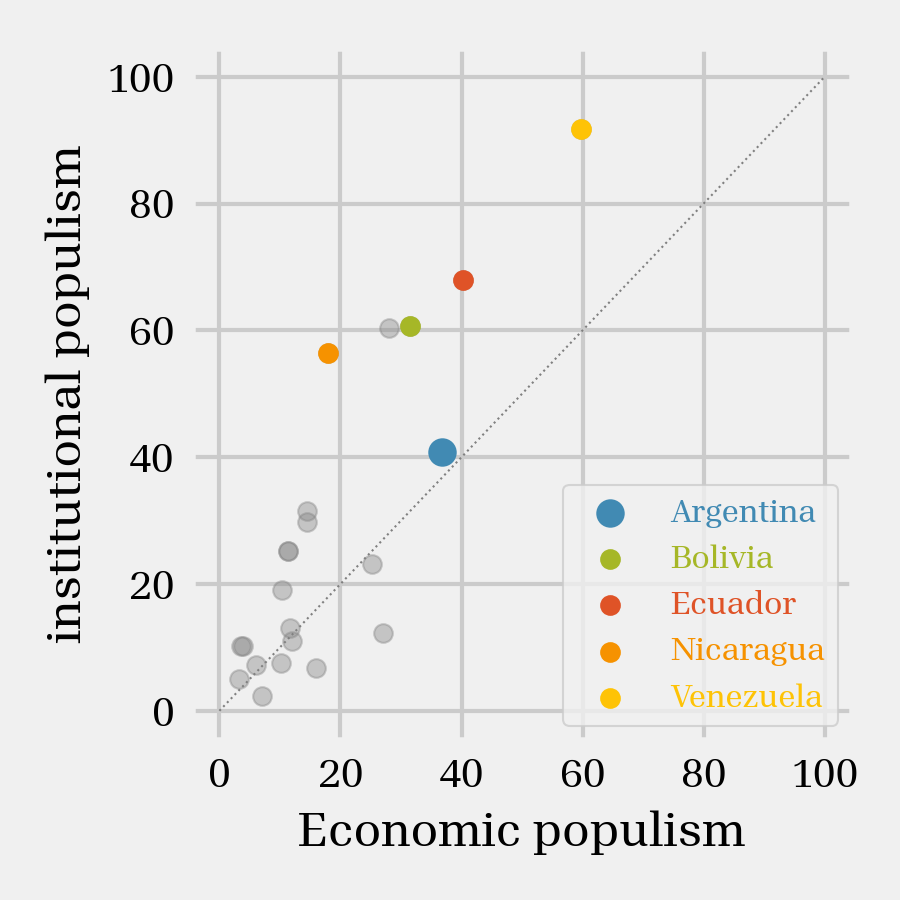 100
80
60
40
20
0
institutional populism
Argentina
Bolivia
Ecuador
Nicaragua
Venezuela
0 20 40 60 80 100
Economic populism